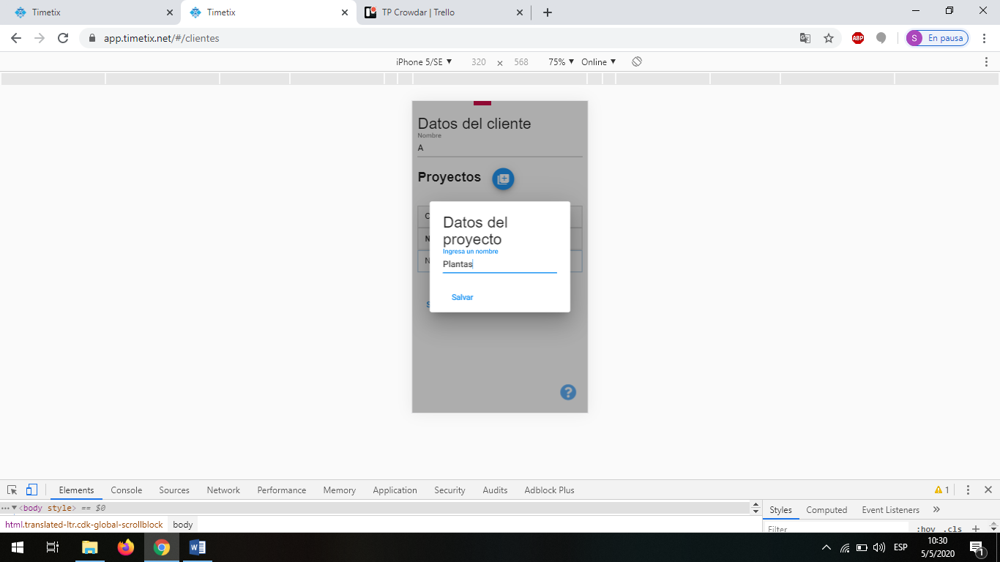 Timetix
Timetix
TP Crowdar | Trello
app.timetix.net/#/clientes
ABP
S
En pausa
iPhone 5/SE
320
568
75%
Online
Datos del cliente
Nombre
A
Proyectos
C
N
N
S
Datos del
proyecto
Ingresa un nombre
Plantas
Salvar
?
Elements
Console
Sources
Network
Performance
Memory
Application
Security
Audits
Adblock Plus
1
<body style> == $0
Styles
Computed
Event Listeners
html.translated-ltr.cdk-global-scrollblock
body
Filter
:hov
.cls
ESP
10:30
5/5/2020
1